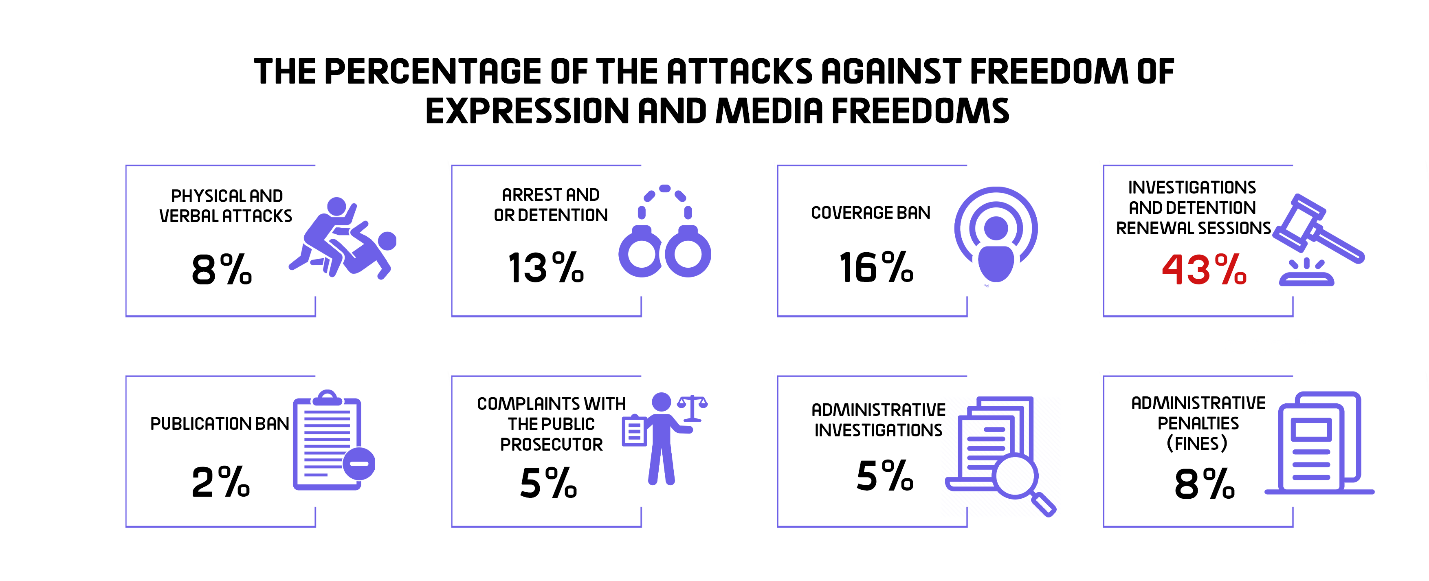 THE PERCENTAGE OF THE ATTACKS AGAINST FREEDOM OF
EXPRESSION AND MEDIA FREEDOMS
PHYSICAL AND
VERBAL ATTACKS
8%
ARREST AND
OR DETENTION
13%
COVERAGE BAN
16%
INVESTIGATIONS
AND DETENTION
RENEWAL SESSIONS
43%
PUBLICATION BAN
2%
COMPLAINTS WITH
THE PUBLIC
PROSECUTOR
5%
ADMINISTRATIVE
INVESTIGATIONS
5%
ADMINISTRATIVE
PENALTIES
(FINES)
8%